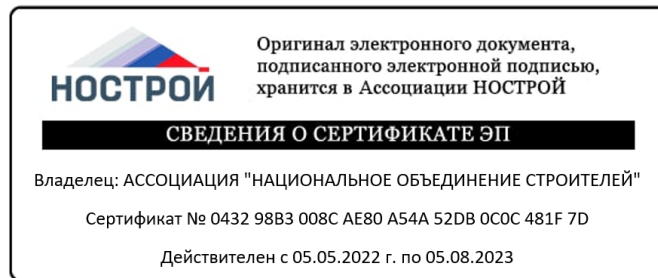 НОСТРОЙ
Оригинал электронного документа,
подписанного электронной подписью,
хранится в Ассоциации НОСТРОЙ
СВЕДЕНИЯ О СЕРТИФИКАТЕ ЭП
Владелец: АССОЦИАЦИЯ "НАЦИОНАЛЬНОЕ ОБЪЕДИНЕНИЕ СТРОИТЕЛЕЙ"
Сертификат № 0432 98B3 008C AE80 A54A 52DB 0C0C 481F 7D
Действителен с 05.05.2022 г. по 05.08.2023